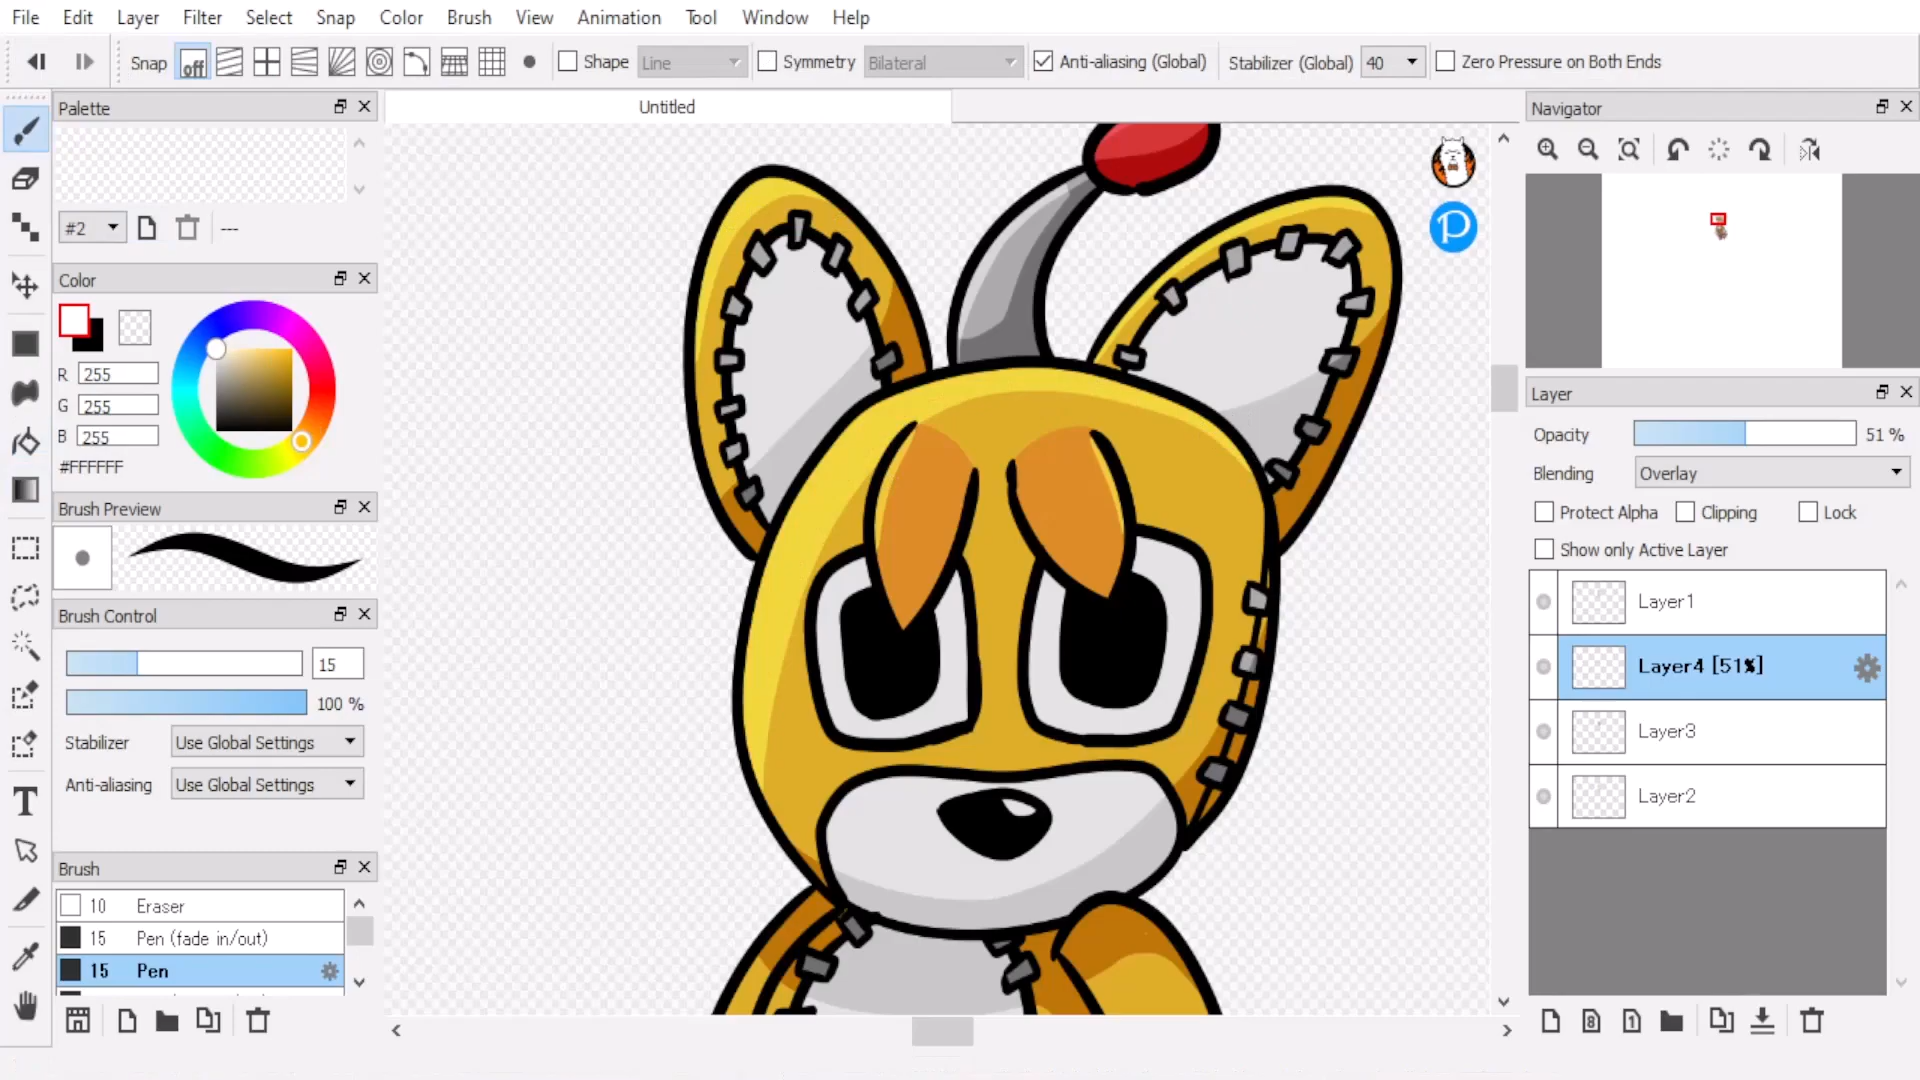 File Edit Layer Filter Select Snap Color Brush View Animation Tool Window Help
Snap off Shape Line Symmetry Bilateral Anti-aliasing (Global) Stabilizer (Global) 40 Zero Pressure on Both Ends
Palette
Untitled
Navigator
#2 ---
P
Color
R 255
G 255
B 255
#FFFFFF
Layer
Opacity 51 %
Blending Overlay
Protect Alpha Clipping Lock
Show only Active Layer
Layer1
Layer4 [51%]
Layer3
Layer2
8 1
Brush Preview
Brush Control
15
100 %
Stabilizer Use Global Settings
Anti-aliasing Use Global Settings
T
Brush
10 Eraser
15 Pen (fade in/out)
15 Pen